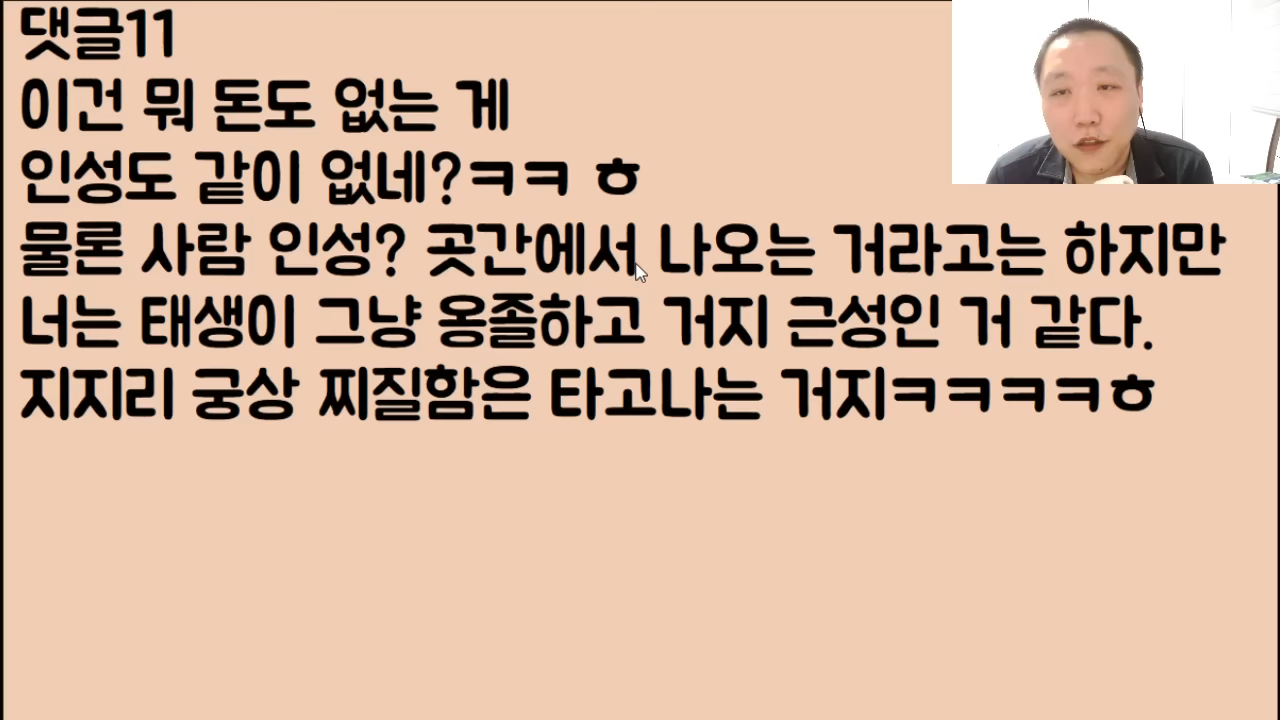 댓글11
이건 뭐 돈도 없는 게
인성도 같이 없네?ㅋㅋ ㅎ
물론 사람 인성? 곳간에서 나오는 거라고는 하지만
너는 태생이 그냥 옹졸하고 거지 근성인 거 같다.
지지리 궁상 찌질함은 타고나는 거지ㅋㅋㅋㅋㅎ